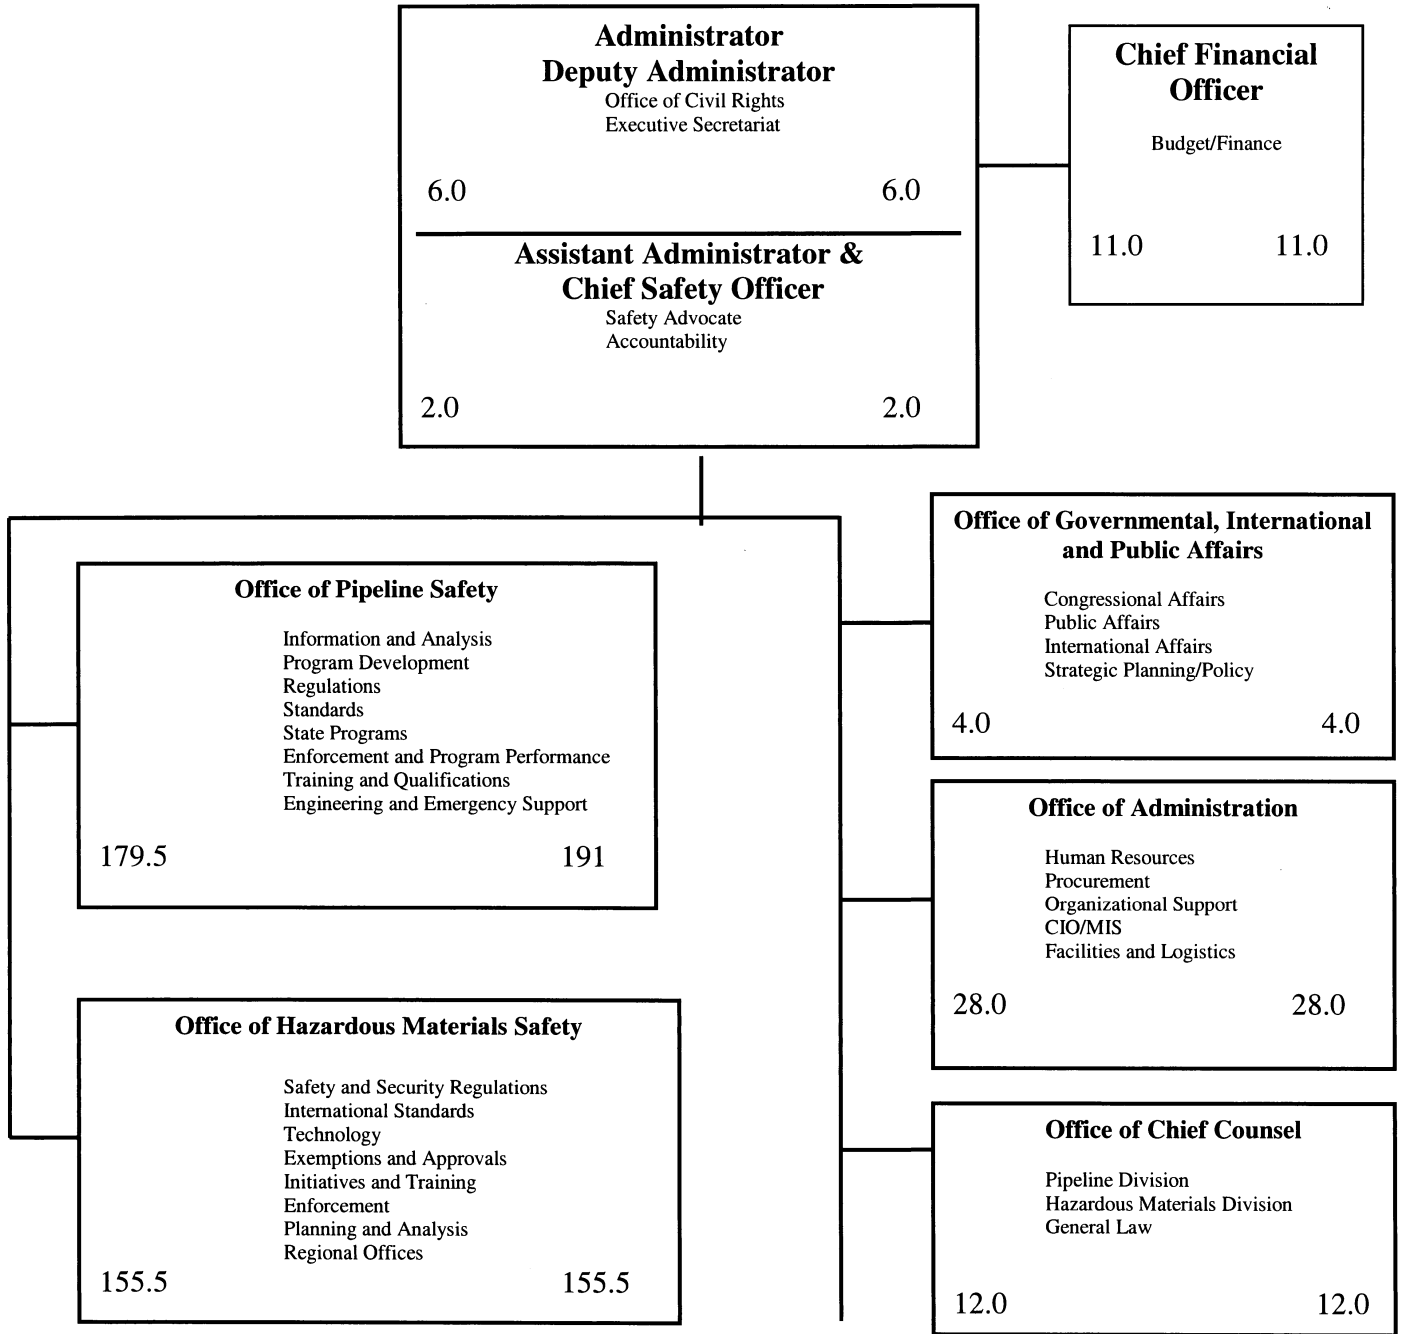 Administrator
Deputy Administrator
Office of Civil Rights
Executive Secretariat
6.0 6.0
Assistant Administrator &
Chief Safety Officer
Safety Advocate
Accountability
2.0 2.0
Chief Financial
Officer
Budget/Finance
11.0 11.0
Office of Pipeline Safety
Information and Analysis
Program Development
Regulations
Standards
State Programs
Enforcement and Program Performance
Training and Qualifications
Engineering and Emergency Support
179.5 191
Office of Hazardous Materials Safety
Safety and Security Regulations
International Standards
Technology
Exemptions and Approvals
Initiatives and Training
Enforcement
Planning and Analysis
Regional Offices
155.5 155.5
Office of Governmental, International
and Public Affairs
Congressional Affairs
Public Affairs
International Affairs
Strategic Planning/Policy
4.0 4.0
Office of Administration
Human Resources
Procurement
Organizational Support
CIO/MIS
Facilities and Logistics
28.0 28.0
Office of Chief Counsel
Pipeline Division
Hazardous Materials Division
General Law
12.0 12.0